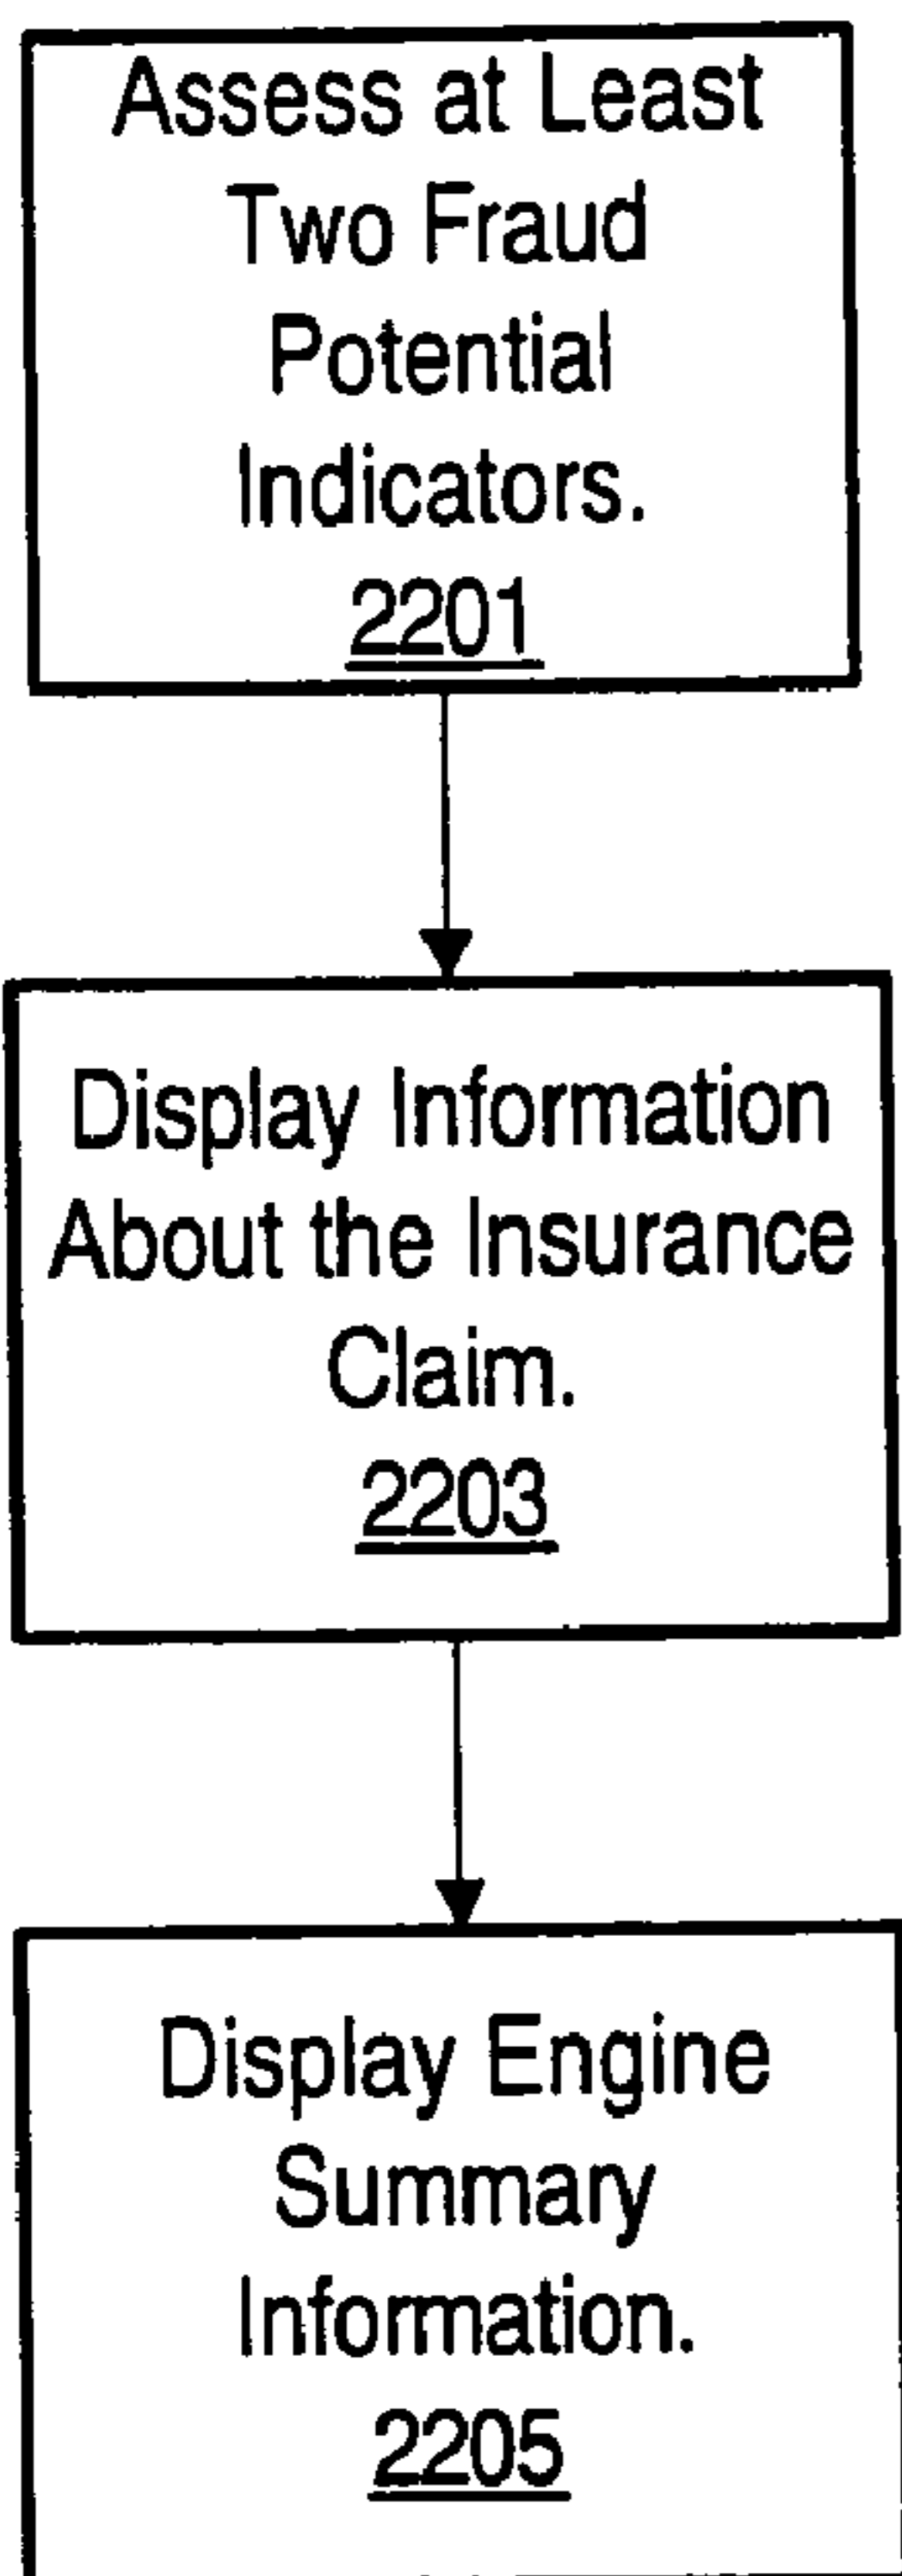 Assess at Least
Two Fraud
Potential
Indicators.
2201
Display Information
About the Insurance
Claim.
2203
Display Engine
Summary
Information.
2205